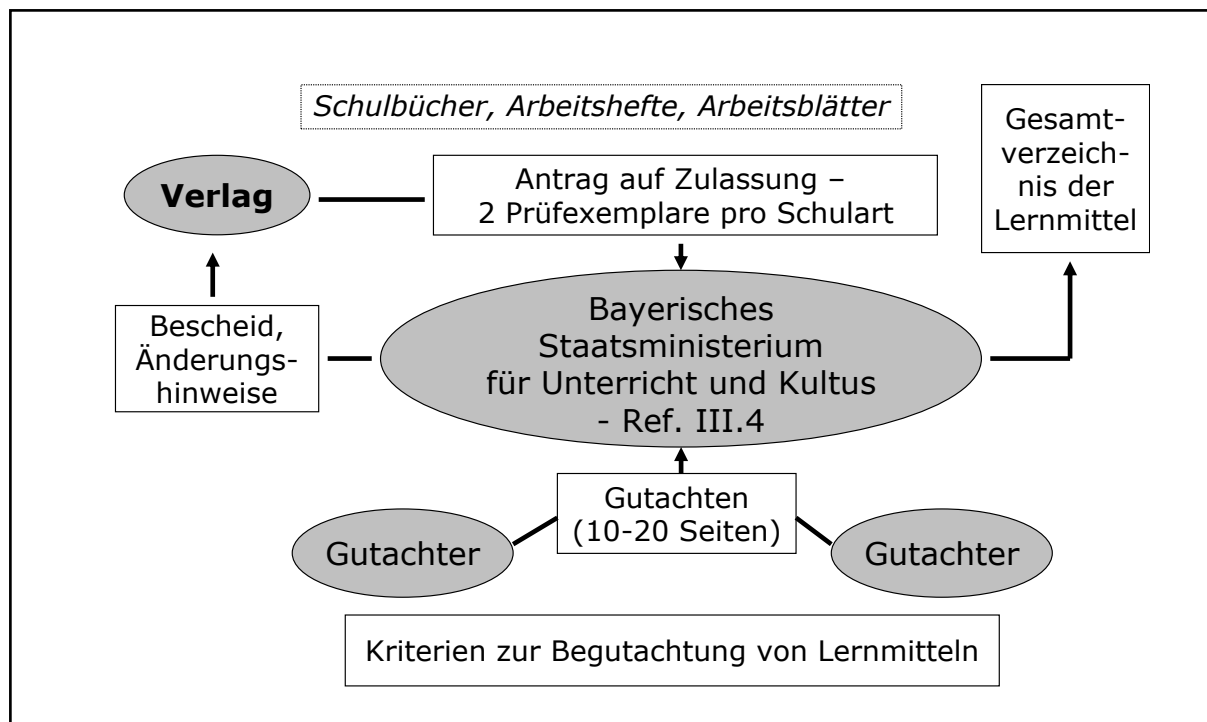 Schulbücher, Arbeitshefte, Arbeitsblätter
Gesamt-
verzeich-
nis der
Lernmittel
Verlag
Antrag auf Zulassung –
2 Prüfexemplare pro Schulart
Bescheid,
Änderungs-
hinweise
Bayerisches
Staatsministerium
für Unterricht und Kultus
- Ref. III.4
Gutachten
(10-20 Seiten)
Gutachter
Gutachter
Kriterien zur Begutachtung von Lernmitteln